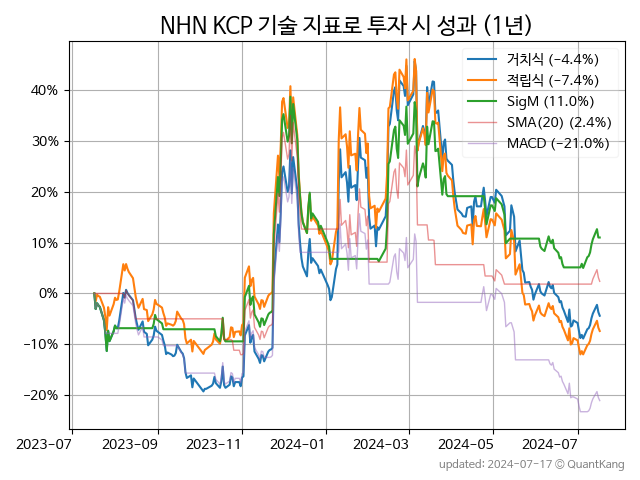 NHN KCP 기술 지표로 투자 시 성과 (1년)
거치식 (−4.4%)
적립식 (−7.4%)
SigM (11.0%)
SMA(20) (2.4%)
MACD (−21.0%)
40%
30%
20%
10%
0%
−10%
−20%
2023-07 2023-09 2023-11 2024-01 2024-03 2024-05 2024-07
updated: 2024-07-17 © QuantKang